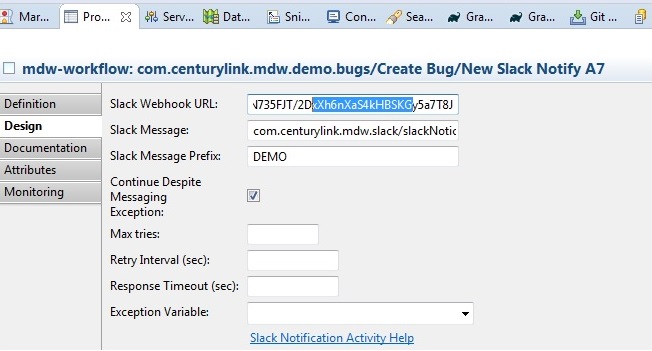 Mar... Pro... Serv... Dat... Sni... Con... Sea... Gra... Gra... Git ...
mdw-workflow: com.centurylink.mdw.demo.bugs/Create Bug/New Slack Notify A7
Definition
Design
Documentation
Attributes
Monitoring
Slack Webhook URL: N735FJT/2DxXh6nXaS4kHBSKGy5a7T8J
Slack Message: com.centurylink.mdw.slack/slackNotic
Slack Message Prefix: DEMO
Continue Despite
Messaging
Exception:
Max tries:
Retry Interval (sec):
Response Timeout (sec):
Exception Variable:
Slack Notification Activity Help